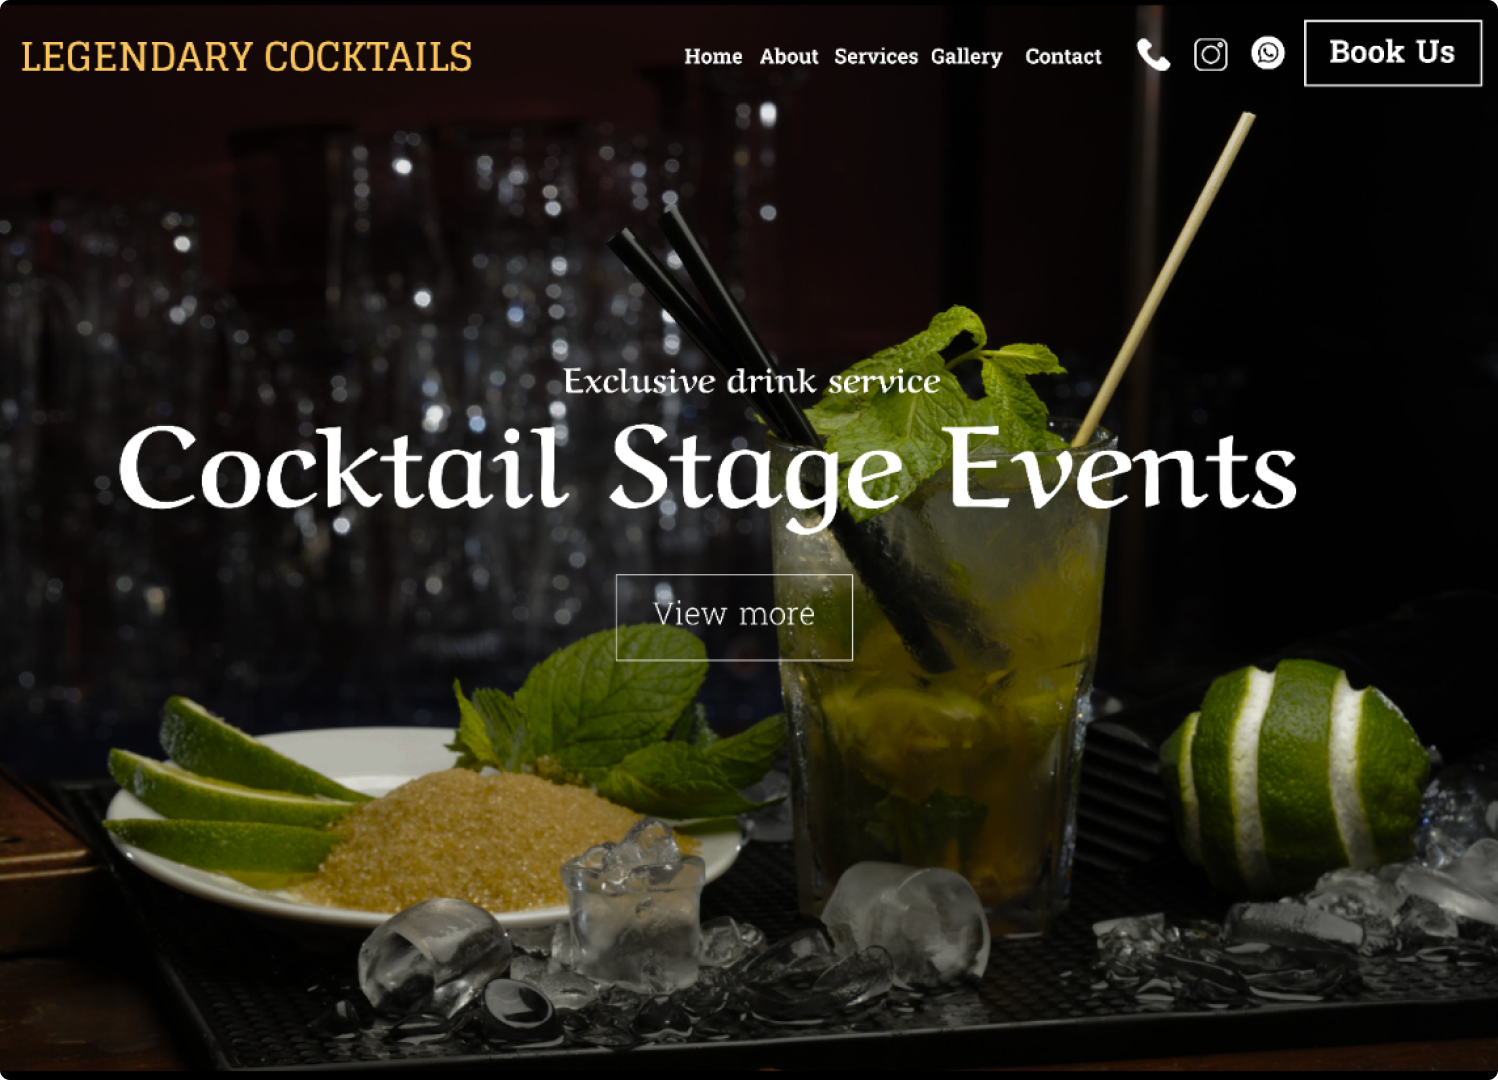 LEGENDARY COCKTAILS
Home About Services Gallery Contact
Book Us
Exclusive drink service
Cocktail Stage Events
View more